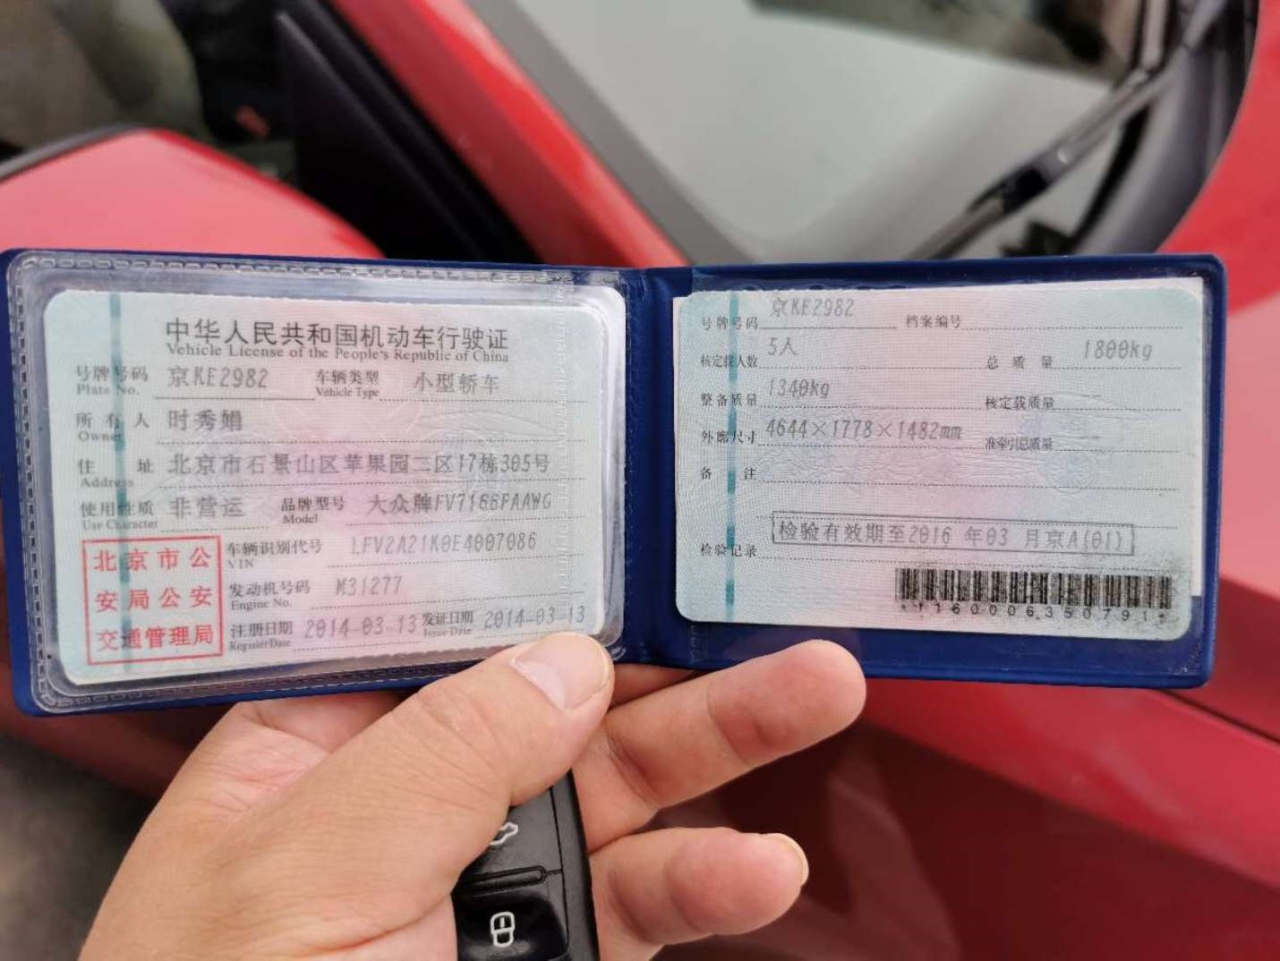 中华人民共和国机动车行驶证
Vehicle License of the People's Republic of China
号牌号码 京KE2982 车辆类型 小型轿车
Plate No. Vehicle Type
所有人 时秀娟
Owner
住址 北京市石景山区苹果园二区17栋305号
Address
使用性质 非营运 品牌型号 大众牌FV7166FAAWG
Use Character Model
北京市公
安局公安
交通管理局
车辆识别代号 LFV2A21K0E4007086
VIN
发动机号码 M31277
Engine No.
注册日期 2014-03-13 发证日期 2014-03-13
Register Date Issue Date
号牌号码 京KE2982 档案编号
核定载人数 5人 总质量 1800kg
整备质量 1340kg 核定载质量
外廓尺寸 4644×1778×1482mm 准牵引总质量
备注
检验记录 检验有效期至2016 年03 月京A(01)
*1160006350791*